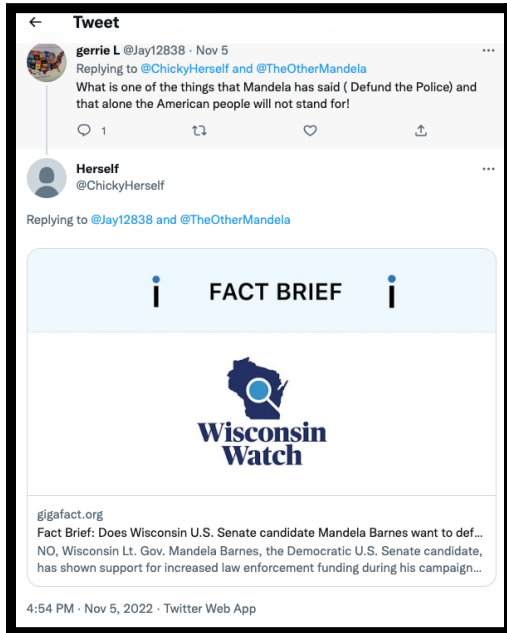 Tweet
gerrie L @Jay12838 · Nov 5
Replying to @ChickyHerself and @TheOtherMandela
What is one of the things that Mandela has said ( Defund the Police) and
that alone the American people will not stand for!
1
Herself
@ChickyHerself
Replying to @Jay12838 and @TheOtherMandela
FACT BRIEF
Wisconsin
Watch
gigafact.org
Fact Brief: Does Wisconsin U.S. Senate candidate Mandela Barnes want to def...
NO, Wisconsin Lt. Gov. Mandela Barnes, the Democratic U.S. Senate candidate,
has shown support for increased law enforcement funding during his campaign...
4:54 PM · Nov 5, 2022 · Twitter Web App